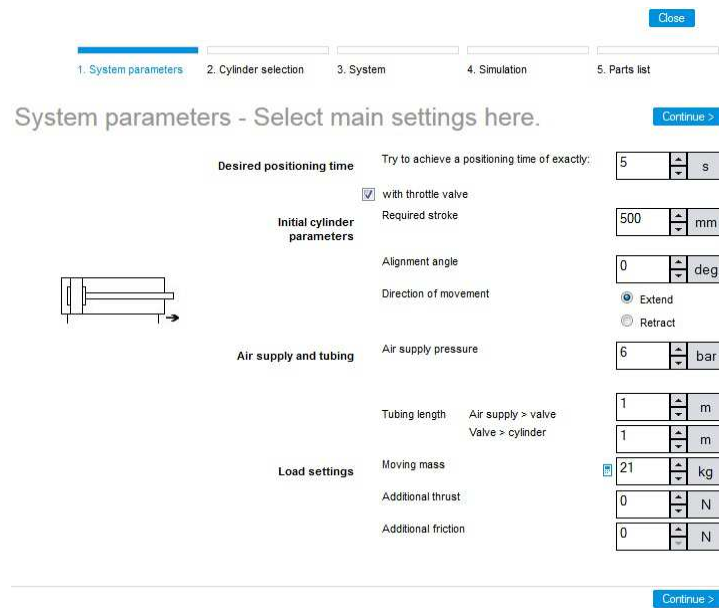 Close
1. System parameters 2. Cylinder selection 3. System 4. Simulation 5. Parts list
System parameters - Select main settings here.
Continue >
Desired positioning time Try to achieve a positioning time of exactly: 5 s
with throttle valve
Initial cylinder parameters Required stroke 500 mm
Alignment angle 0 deg
Direction of movement Extend
Retract
Air supply and tubing Air supply pressure 6 bar
Tubing length Air supply > valve 1 m
Valve > cylinder 1 m
Load settings Moving mass 21 kg
Additional thrust 0 N
Additional friction 0 N
Continue >